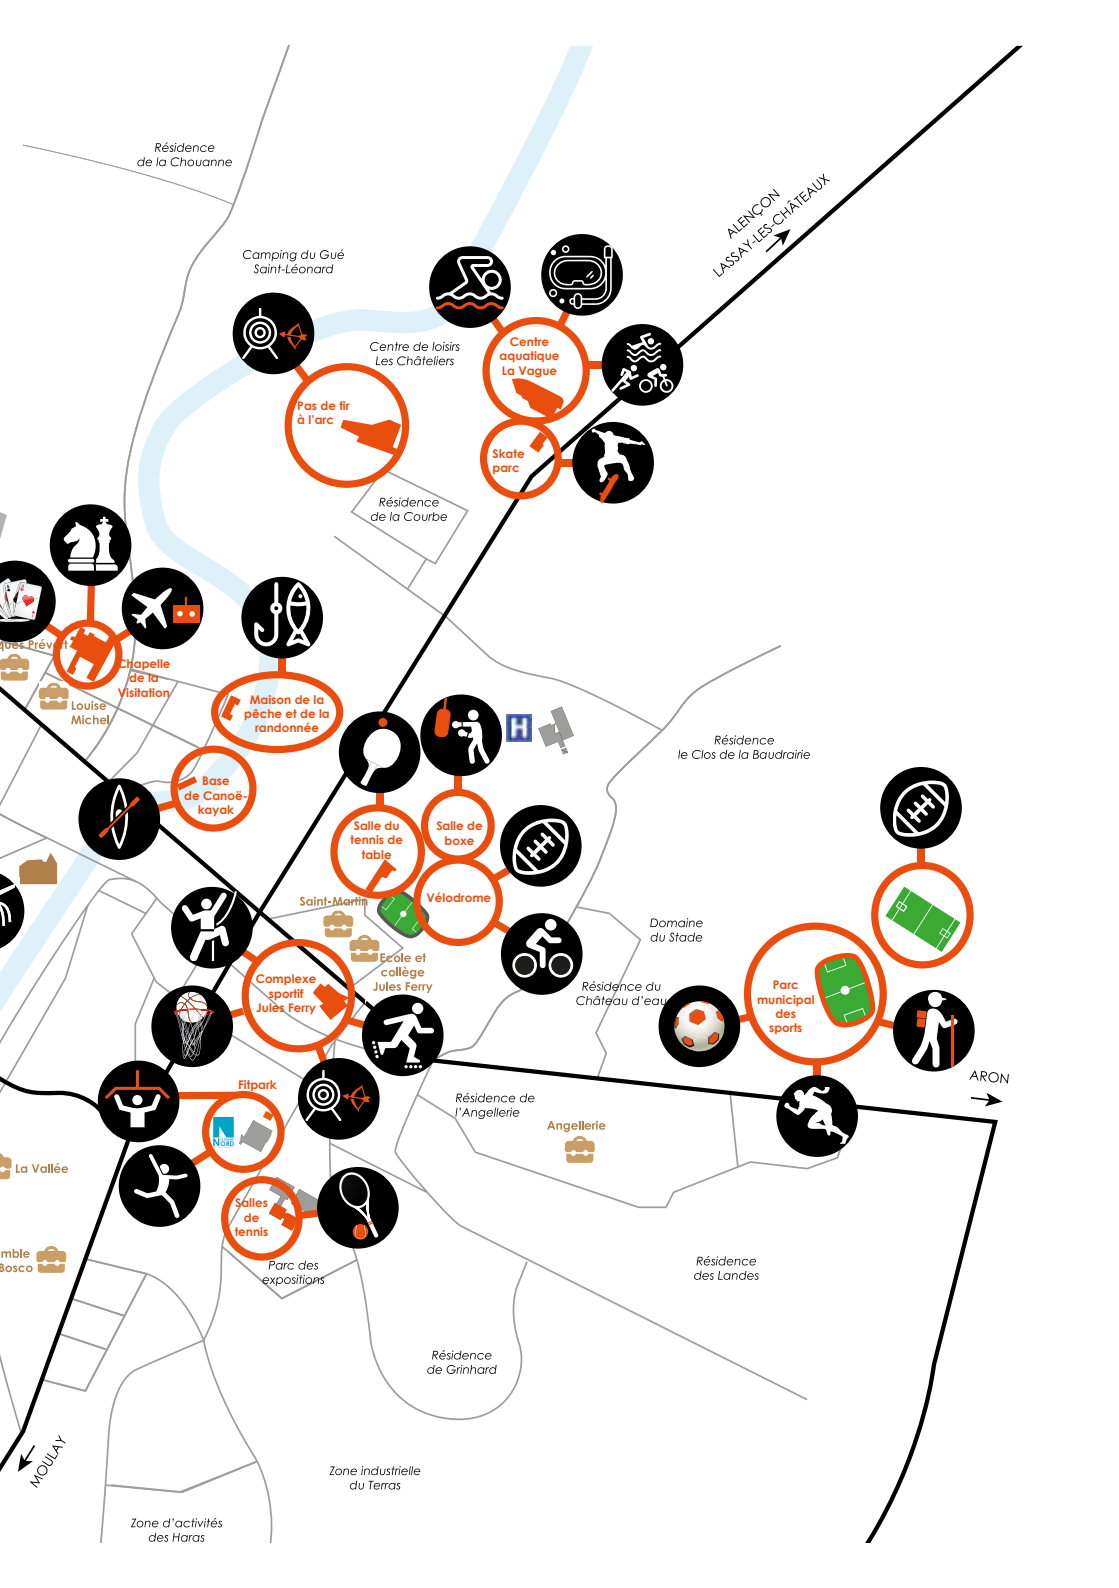 Résidence
de la Chouanne
ALENÇON
LASSAY-LES-CHÂTEAUX
Camping du Gué
Saint-Léonard
Centre de loisirs
Les Châteliers
Centre
aquatique
La Vague
Pas de tir
à l'arc
Skate
parc
Résidence
de la Courbe
Chapelle
de la
Visitation
Louise
Michel
Maison de la
pêche et de la
randonnée
H
Résidence
le Clos de la Baudrairie
Base
de Canoë-
kayak
Salle du
tennis de
table
Salle de
boxe
Vélodrome
Saint-Martin
Ecole et
collège
Jules Ferry
Domaine
du Stade
Complexe
sportif
Jules Ferry
Résidence du
Château d'eau
Parc
municipal
des
sports
ARON
Fitpark
NORD
Résidence de
l'Angellerie
Angellerie
La Vallée
Salles
de
tennis
mble
Bosco
Parc des
expositions
Résidence
des Landes
Résidence
de Grinhard
MOULAY
Zone industrielle
du Terras
Zone d'activités
des Haras